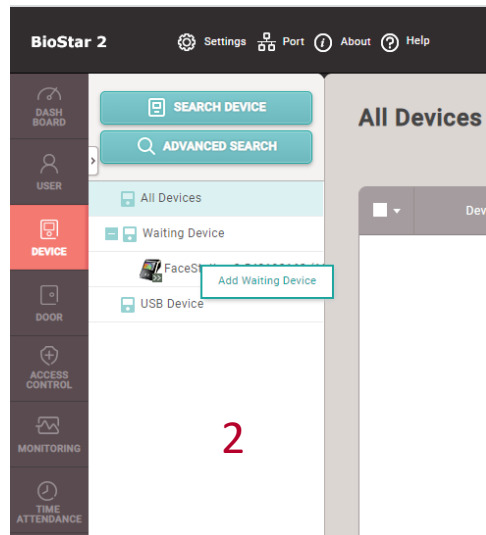 BioStar 2
Settings
Port
About
Help
DASH
BOARD
USER
DEVICE
DOOR
ACCESS
CONTROL
MONITORING
TIME
ATTENDANCE
SEARCH DEVICE
ADVANCED SEARCH
All Devices
Waiting Device
Add Waiting Device
USB Device
2
All Devices